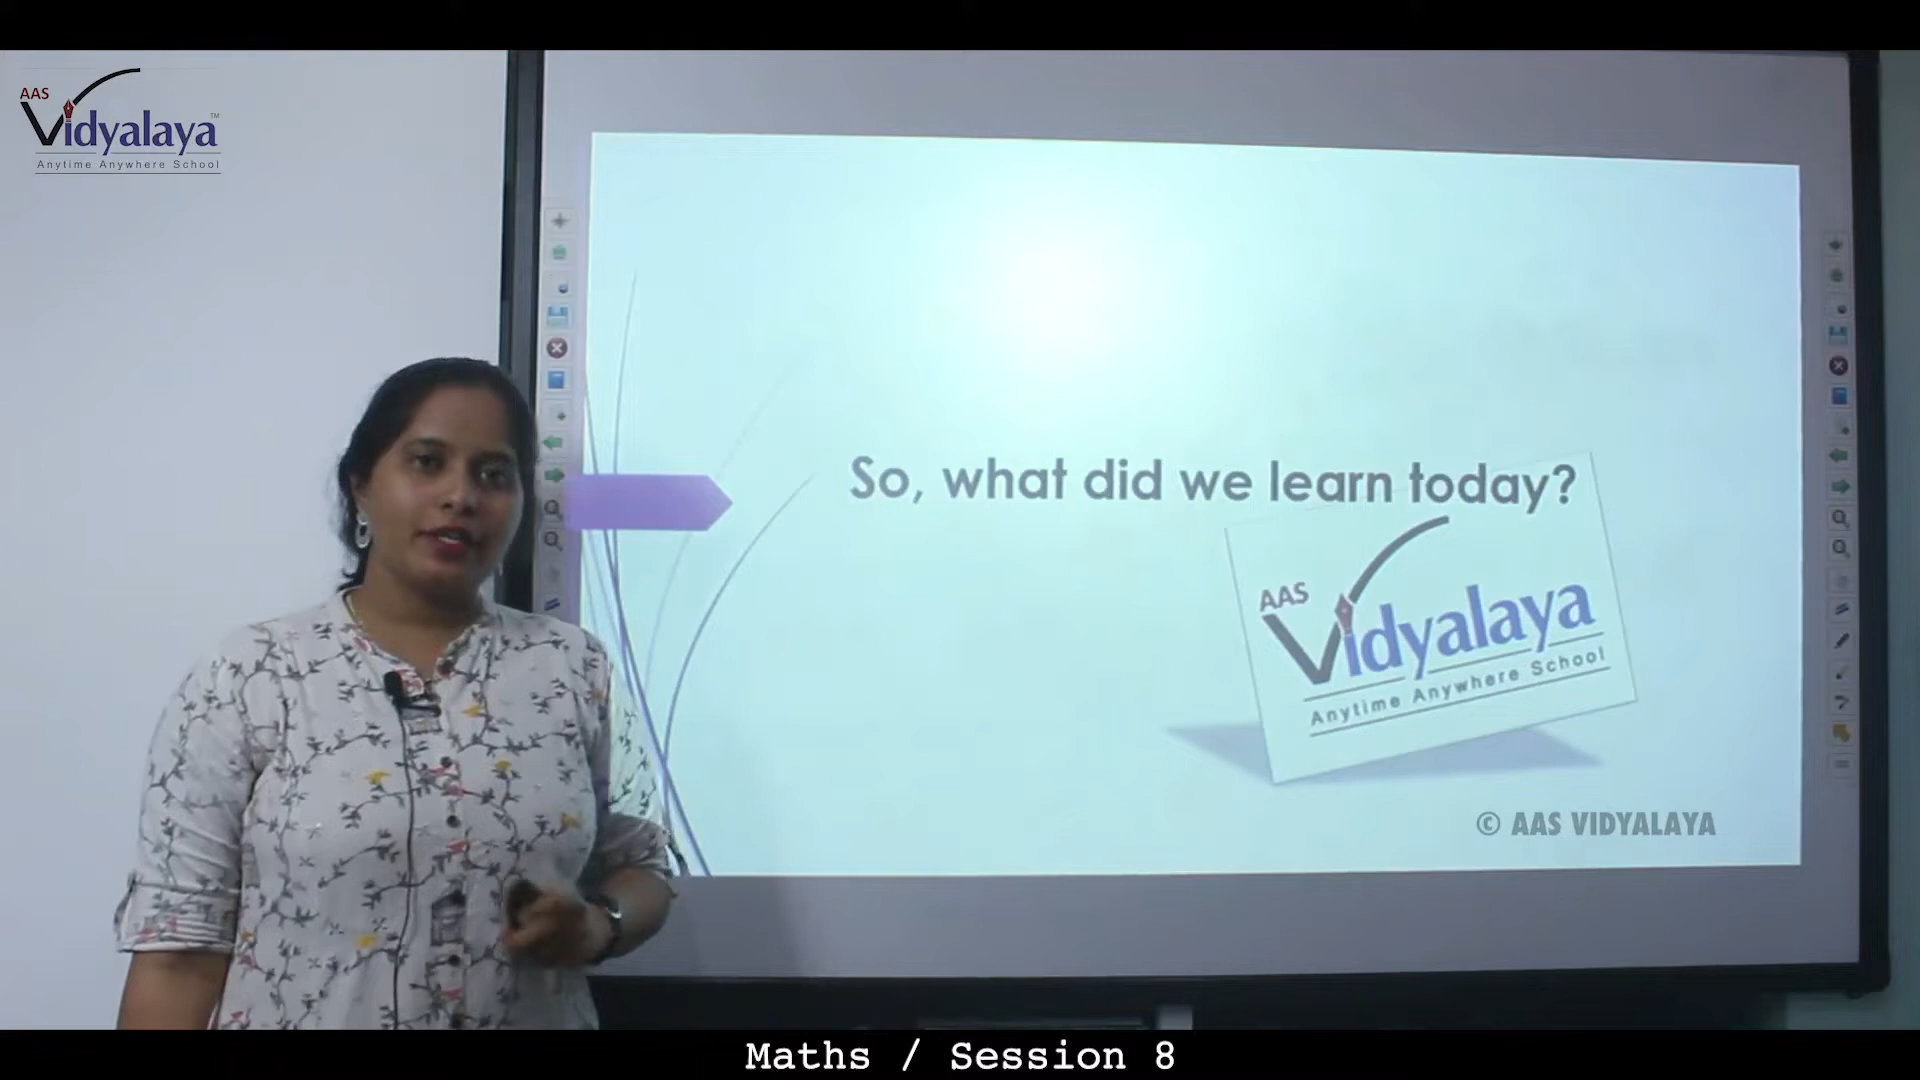 AAS
Vidyalaya™
Anytime Anywhere School
So, what did we learn today?
AAS
Vidyalaya
Anytime Anywhere School
© AAS VIDYALAYA
Maths / Session 8